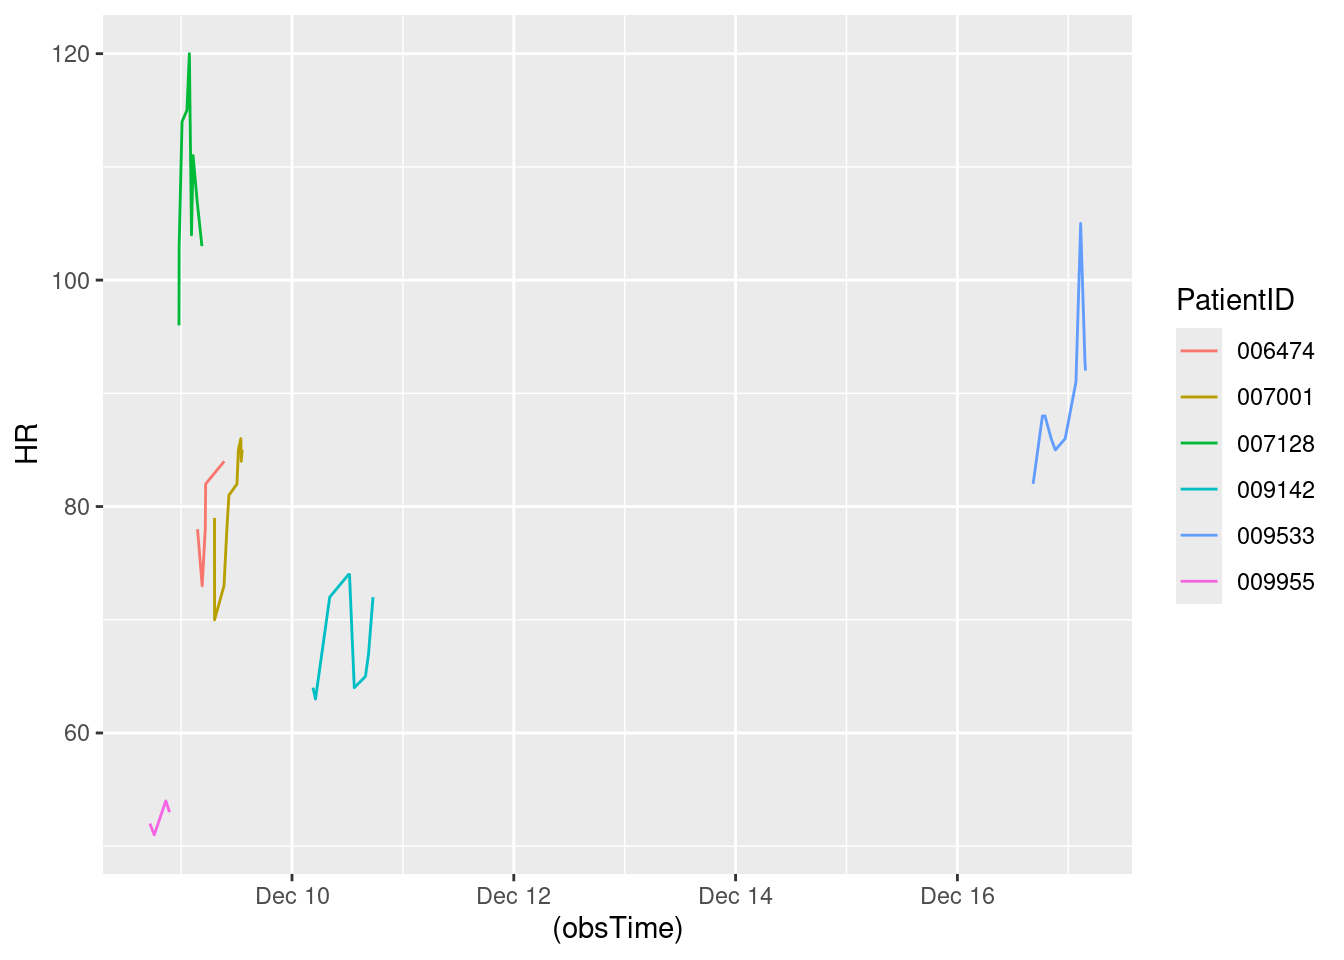 120
100
80
60
HR
Dec 10
Dec 12
Dec 14
Dec 16
(obsTime)
PatientID
006474
007001
007128
009142
009533
009955